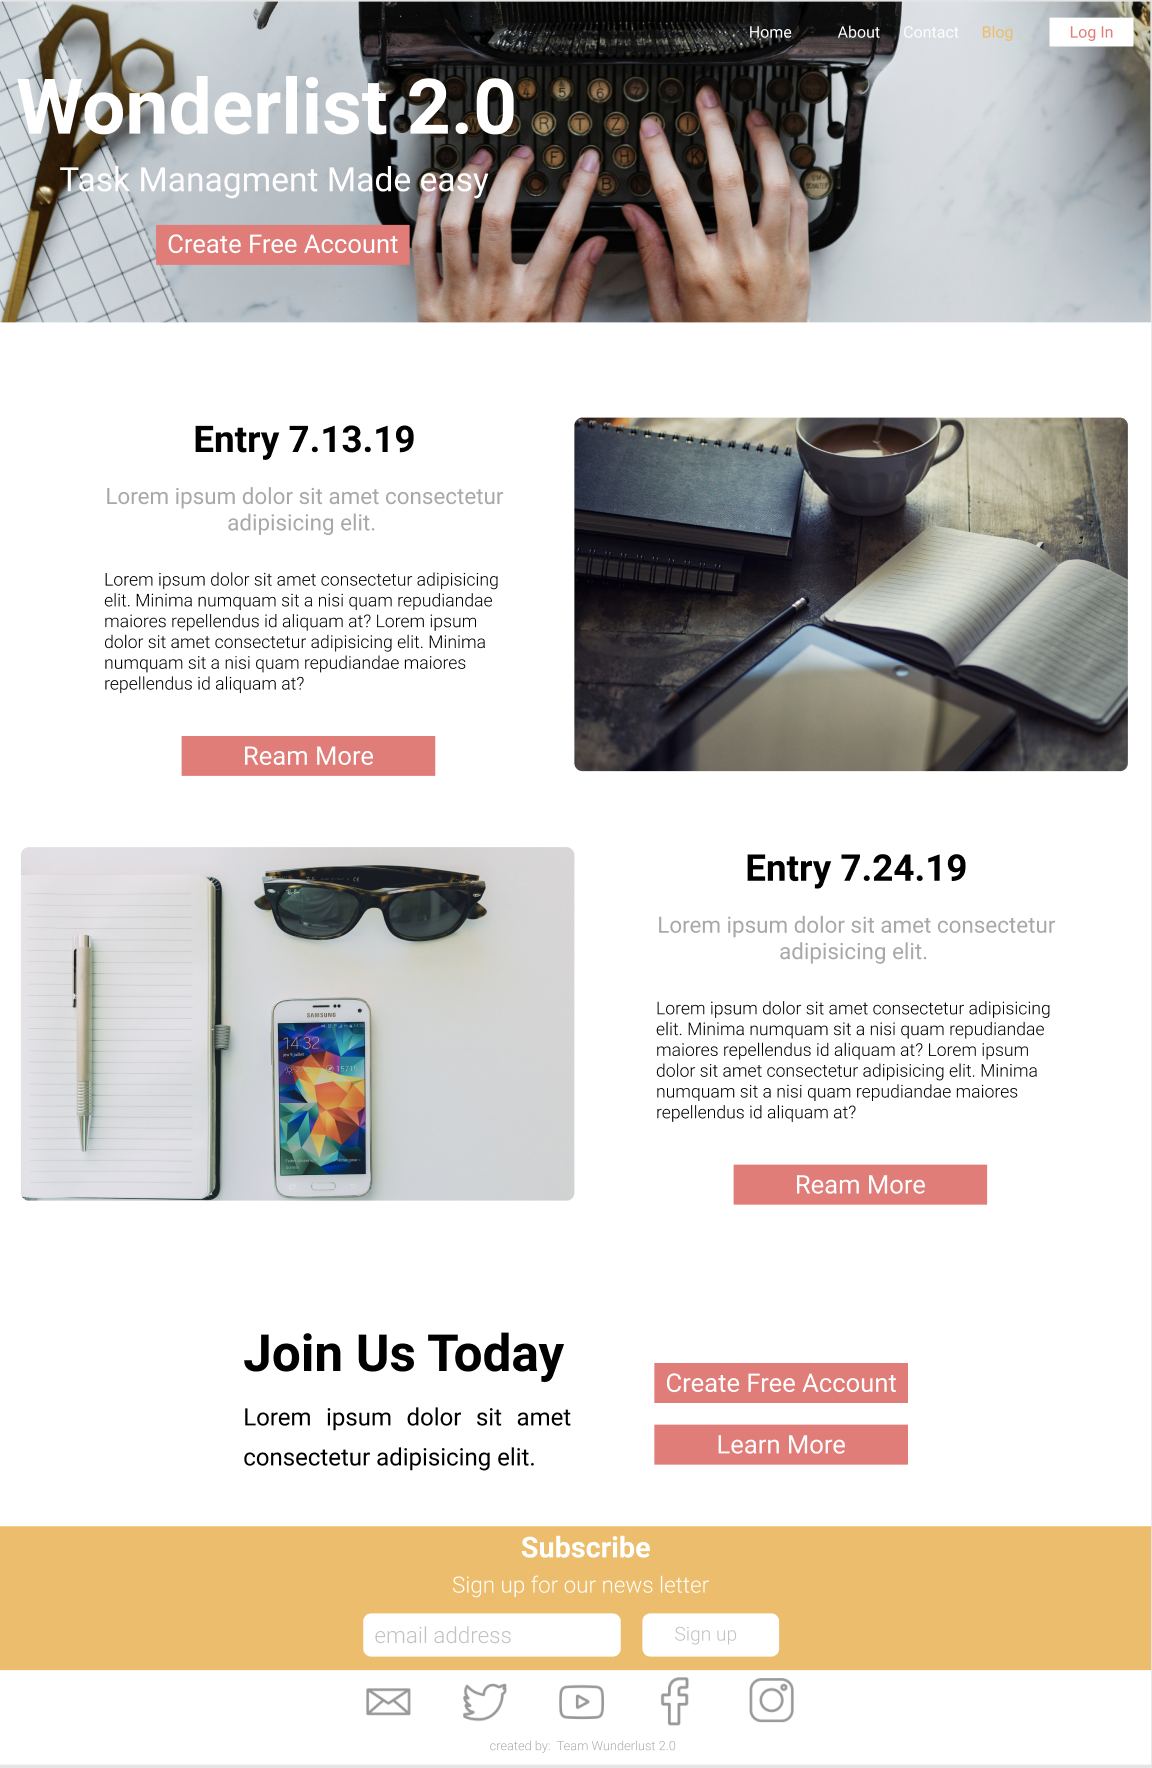 Home About Contact Blog Log In
Wonderlist 2.0
Task Managment Made easy
Create Free Account
Entry 7.13.19
Lorem ipsum dolor sit amet consectetur
adipisicing elit.
Lorem ipsum dolor sit amet consectetur adipisicing
elit. Minima numquam sit a nisi quam repudiandae
maiores repellendus id aliquam at? Lorem ipsum
dolor sit amet consectetur adipisicing elit. Minima
numquam sit a nisi quam repudiandae maiores
repellendus id aliquam at?
Ream More
SAMSUNG
14:32
Entry 7.24.19
Lorem ipsum dolor sit amet consectetur
adipisicing elit.
Lorem ipsum dolor sit amet consectetur adipisicing
elit. Minima numquam sit a nisi quam repudiandae
maiores repellendus id aliquam at? Lorem ipsum
dolor sit amet consectetur adipisicing elit. Minima
numquam sit a nisi quam repudiandae maiores
repellendus id aliquam at?
Ream More
Join Us Today
Lorem ipsum dolor sit amet
consectetur adipisicing elit.
Create Free Account
Learn More
Subscribe
Sign up for our news letter
email address
Sign up
created by: Team Wunderlust 2.0